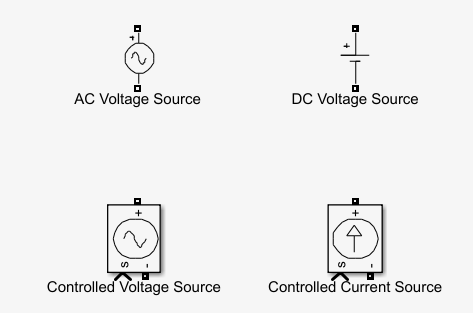 + +
AC Voltage Source DC Voltage Source
+ +
S - S -
Controlled Voltage Source Controlled Current Source